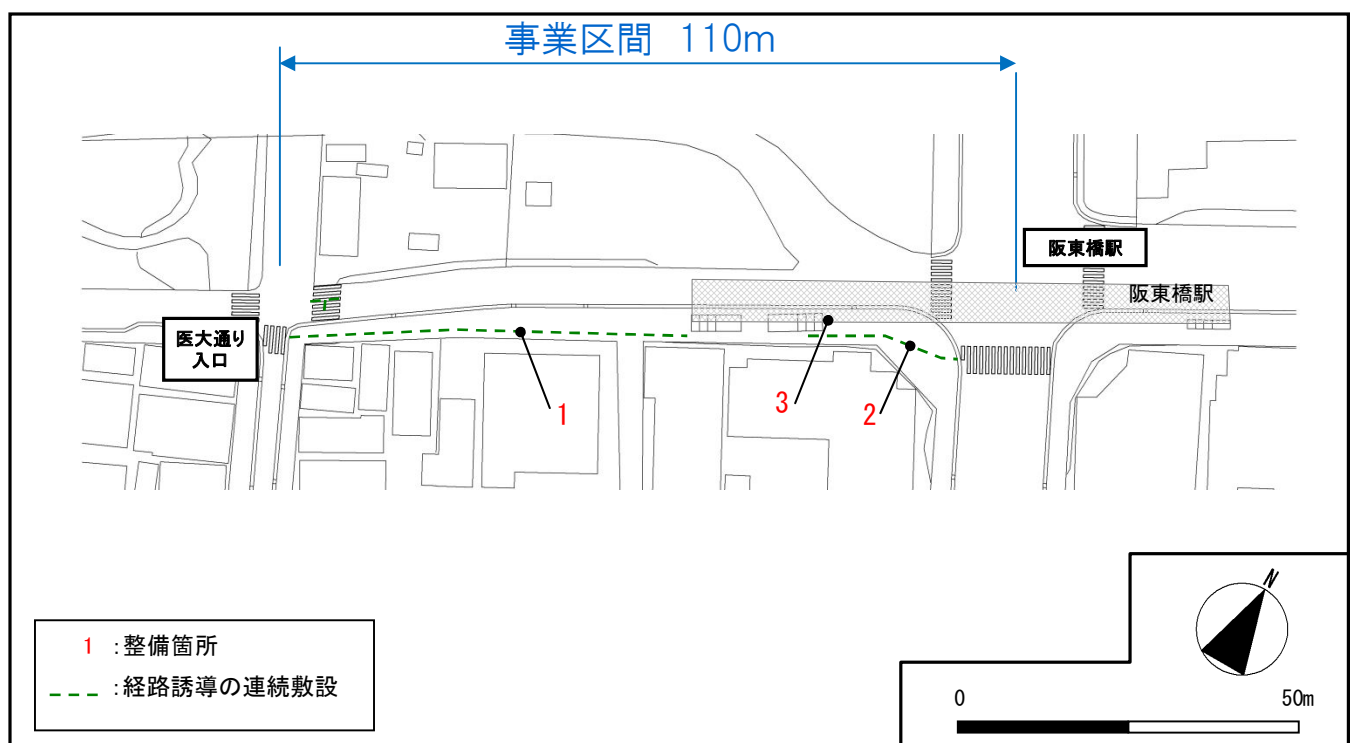 事業区間 110m
阪東橋駅
阪東橋駅
医大通り
入口
1
3
2
N
1 :整備箇所
:経路誘導の連続敷設
0 50m